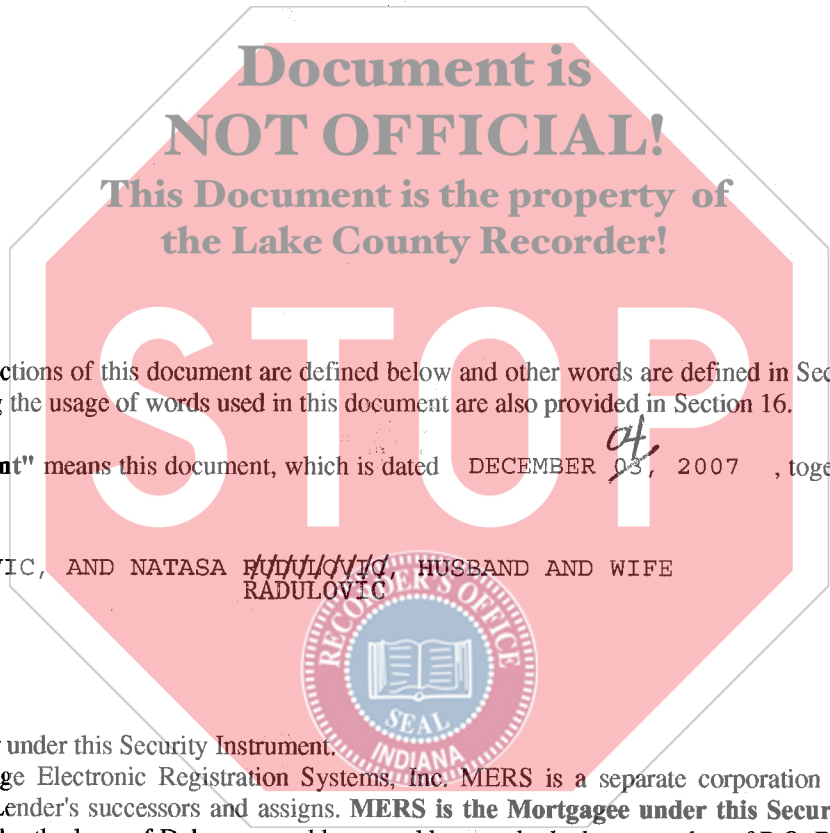 Document is
NOT OFFICIAL!
This Document is the property of
the Lake County Recorder!
STOP
ctions of this document are defined below and other words are defined in Sec
the usage of words used in this document are also provided in Section 16.
04,
nt" means this document, which is dated DECEMBER 03, 2007 , toge
VIC, AND NATASA RUDULOVIC, HUSBAND AND WIFE
RADULOVIC
RECORDER'S OFFICE
SEAL
INDIANA
under this Security Instrument.
ge Electronic Registration Systems, Inc. MERS is a separate corporation
Lender's successors and assigns. MERS is the Mortgagee under this Secur